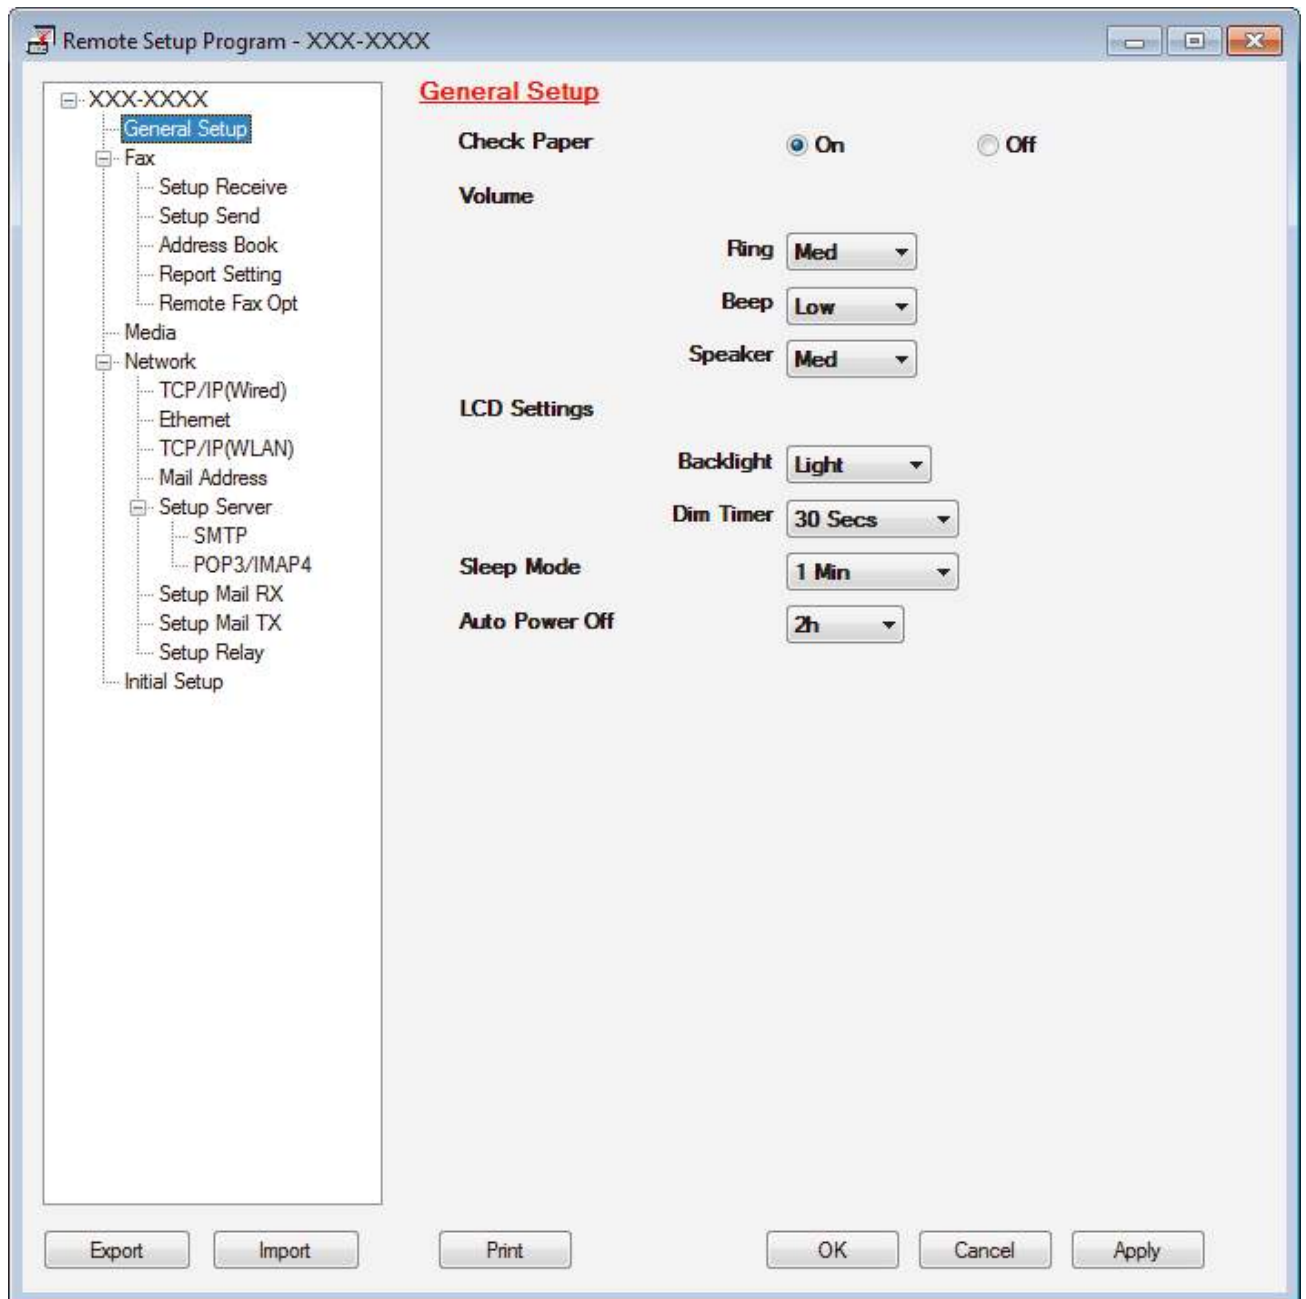 Remote Setup Program - XXX-XXXX
XXX-XXXX
General Setup
Fax
Setup Receive
Setup Send
Address Book
Report Setting
Remote Fax Opt
Media
Network
TCP/IP(Wired)
Ethernet
TCP/IP(WLAN)
Mail Address
Setup Server
SMTP
POP3/IMAP4
Setup Mail RX
Setup Mail TX
Setup Relay
Initial Setup
General Setup
Check Paper On Off
Volume
Ring Med
Beep Low
Speaker Med
LCD Settings
Backlight Light
Dim Timer 30 Secs
Sleep Mode 1 Min
Auto Power Off 2h
Export Import Print OK Cancel Apply